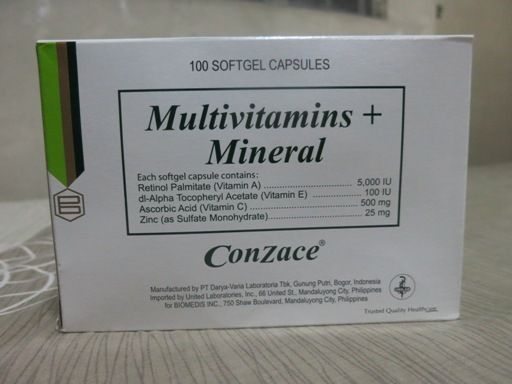 100 SOFTGEL CAPSULES
Multivitamins +
Mineral
Each softgel capsule contains:
Retinol Palmitate (Vitamin A) ................................ 5,000 IU
dl-Alpha Tocopheryl Acetate (Vitamin E) .................. 100 IU
Ascorbic Acid (Vitamin C) ....................................... 500 mg
Zinc (as Sulfate Monohydrate)................................. 25 mg
ConZace®
Manufactured by PT Darya-Varia Laboratoria Tbk, Gunung Putri, Bogor, Indonesia
Imported by United Laboratories, Inc., 66 United St., Mandaluyong City, Philippines
for BIOMEDIS INC., 750 Shaw Boulevard, Mandaluyong City, Philippines
Trusted Quality Healthcare
B